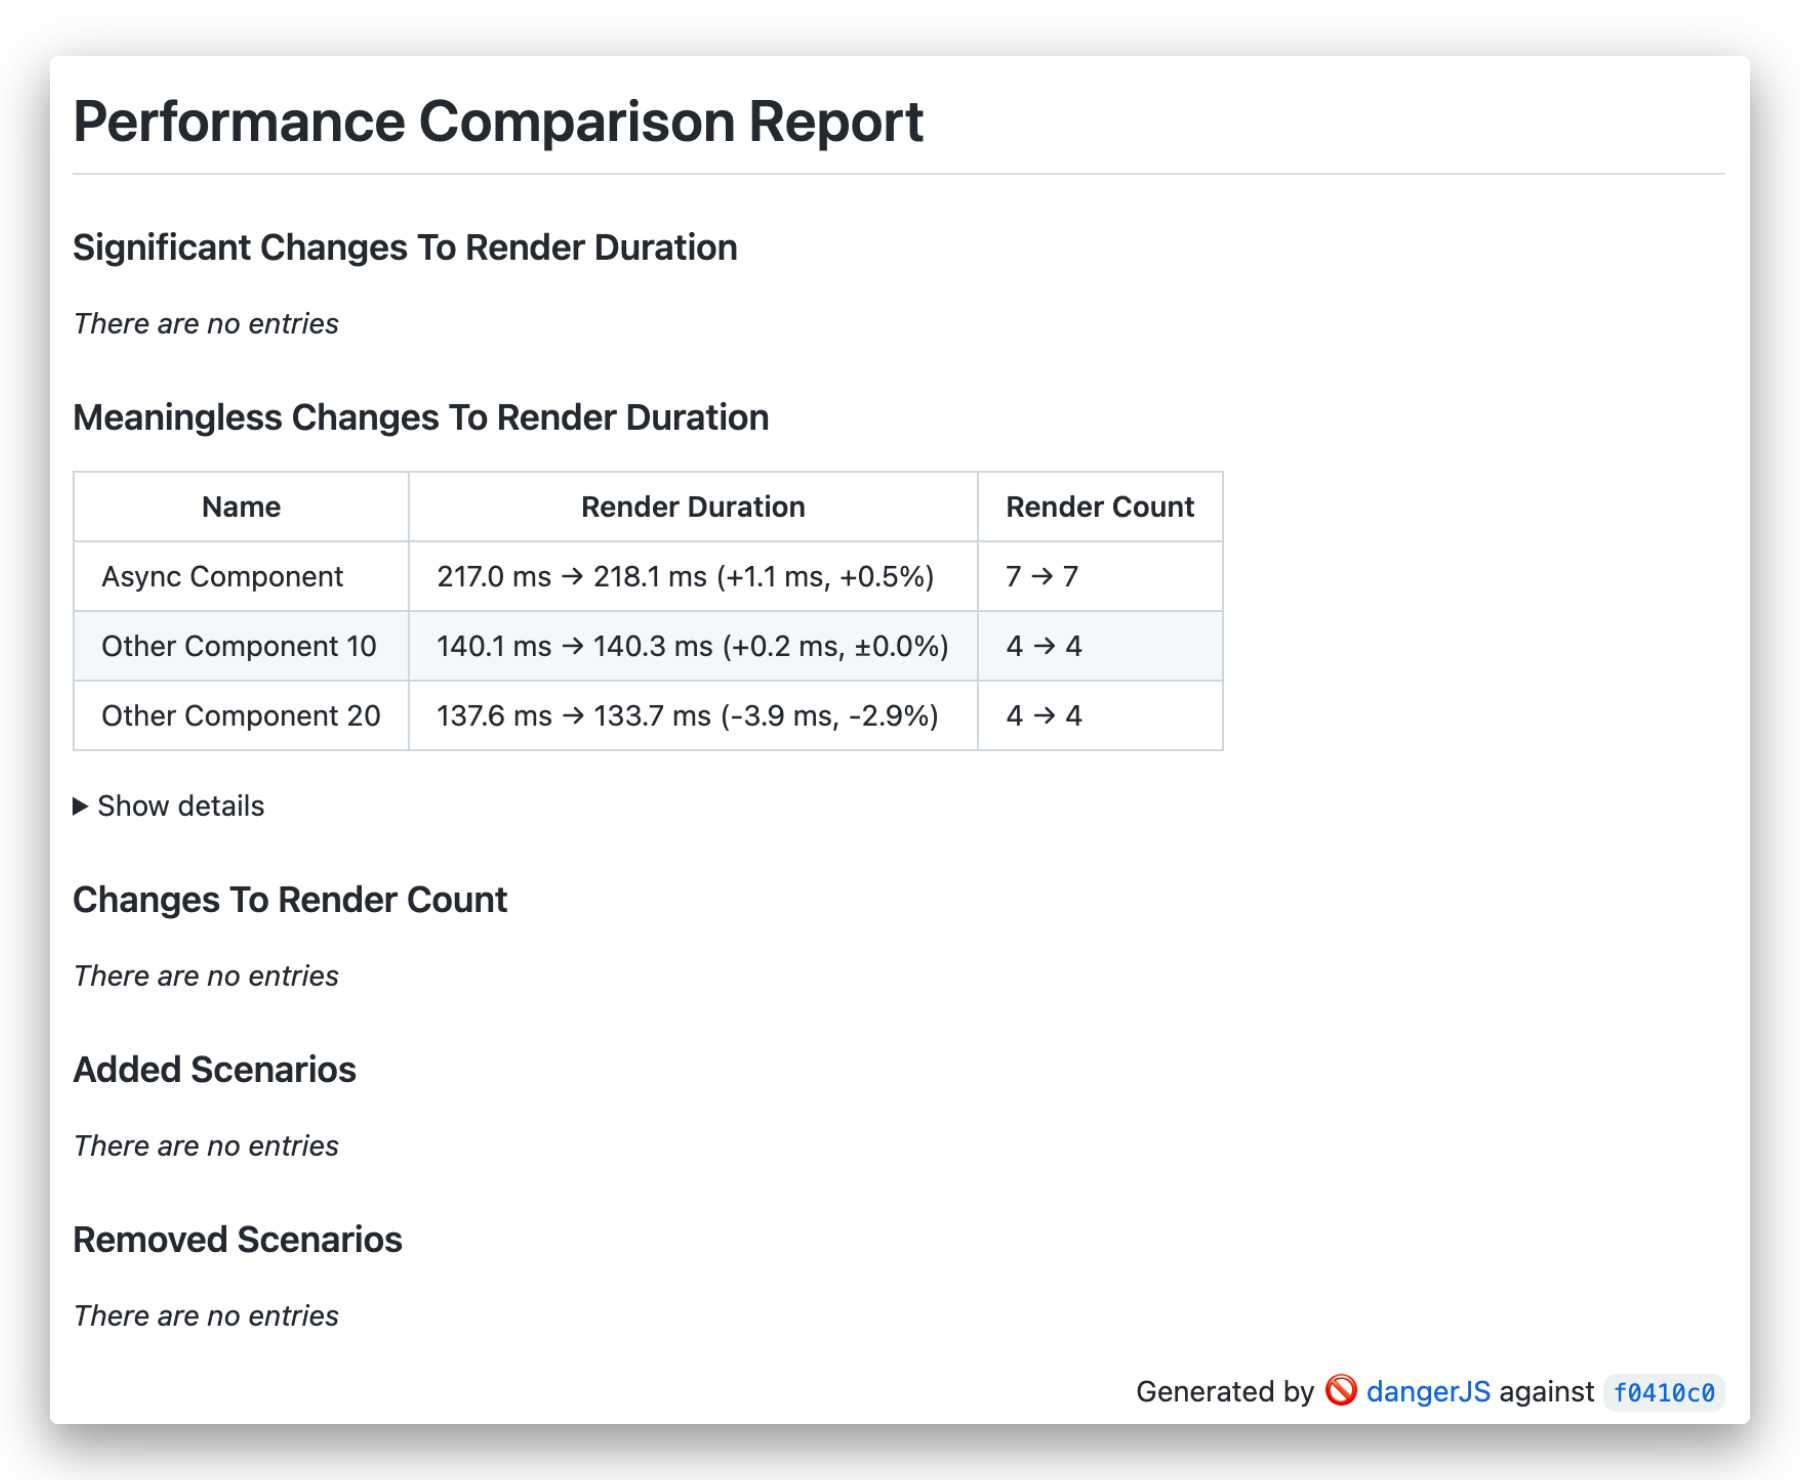 Performance Comparison Report
Significant Changes To Render Duration
There are no entries
Meaningless Changes To Render Duration
Name Render Duration Render Count
Async Component 217.0 ms → 218.1 ms (+1.1 ms, +0.5%) 7 → 7
Other Component 10 140.1 ms → 140.3 ms (+0.2 ms, ±0.0%) 4 → 4
Other Component 20 137.6 ms → 133.7 ms (-3.9 ms, -2.9%) 4 → 4
▶ Show details
Changes To Render Count
There are no entries
Added Scenarios
There are no entries
Removed Scenarios
There are no entries
Generated by 🚫 dangerJS against f0410c0